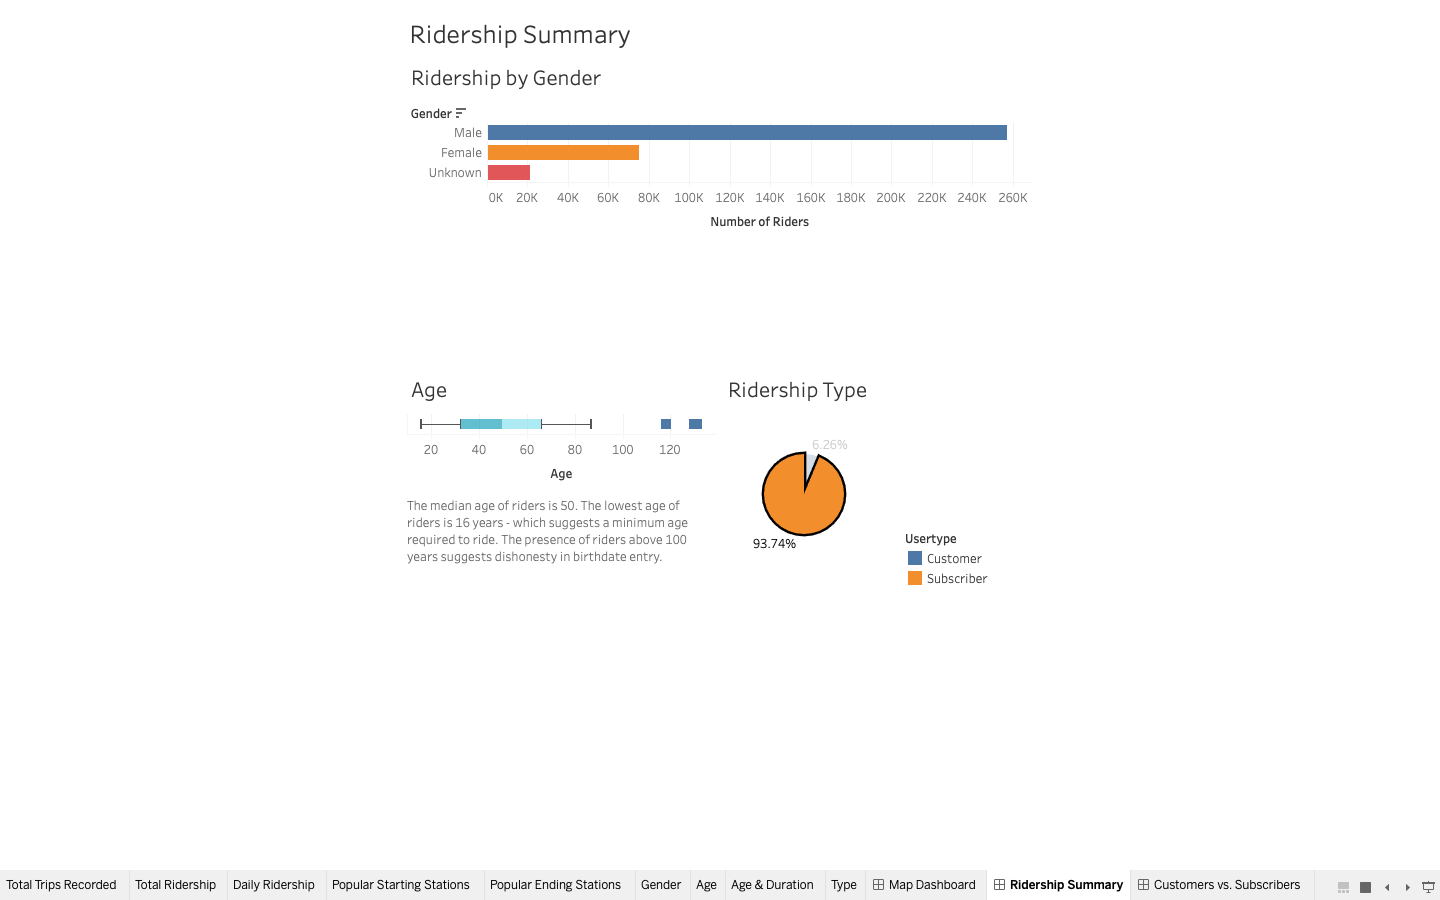 Ridership Summary
Ridership by Gender
Gender
Male
Female
Unknown
0K 20K 40K 60K 80K 100K 120K 140K 160K 180K 200K 220K 240K 260K
Number of Riders
Age
20 40 60 80 100 120
Age
The median age of riders is 50. The lowest age of
riders is 16 years - which suggests a minimum age
required to ride. The presence of riders above 100
years suggests dishonesty in birthdate entry.
Ridership Type
6.26%
93.74%
Usertype
Customer
Subscriber
Total Trips Recorded Total Ridership Daily Ridership Popular Starting Stations Popular Ending Stations Gender Age Age & Duration Type Map Dashboard Ridership Summary Customers vs. Subscribers